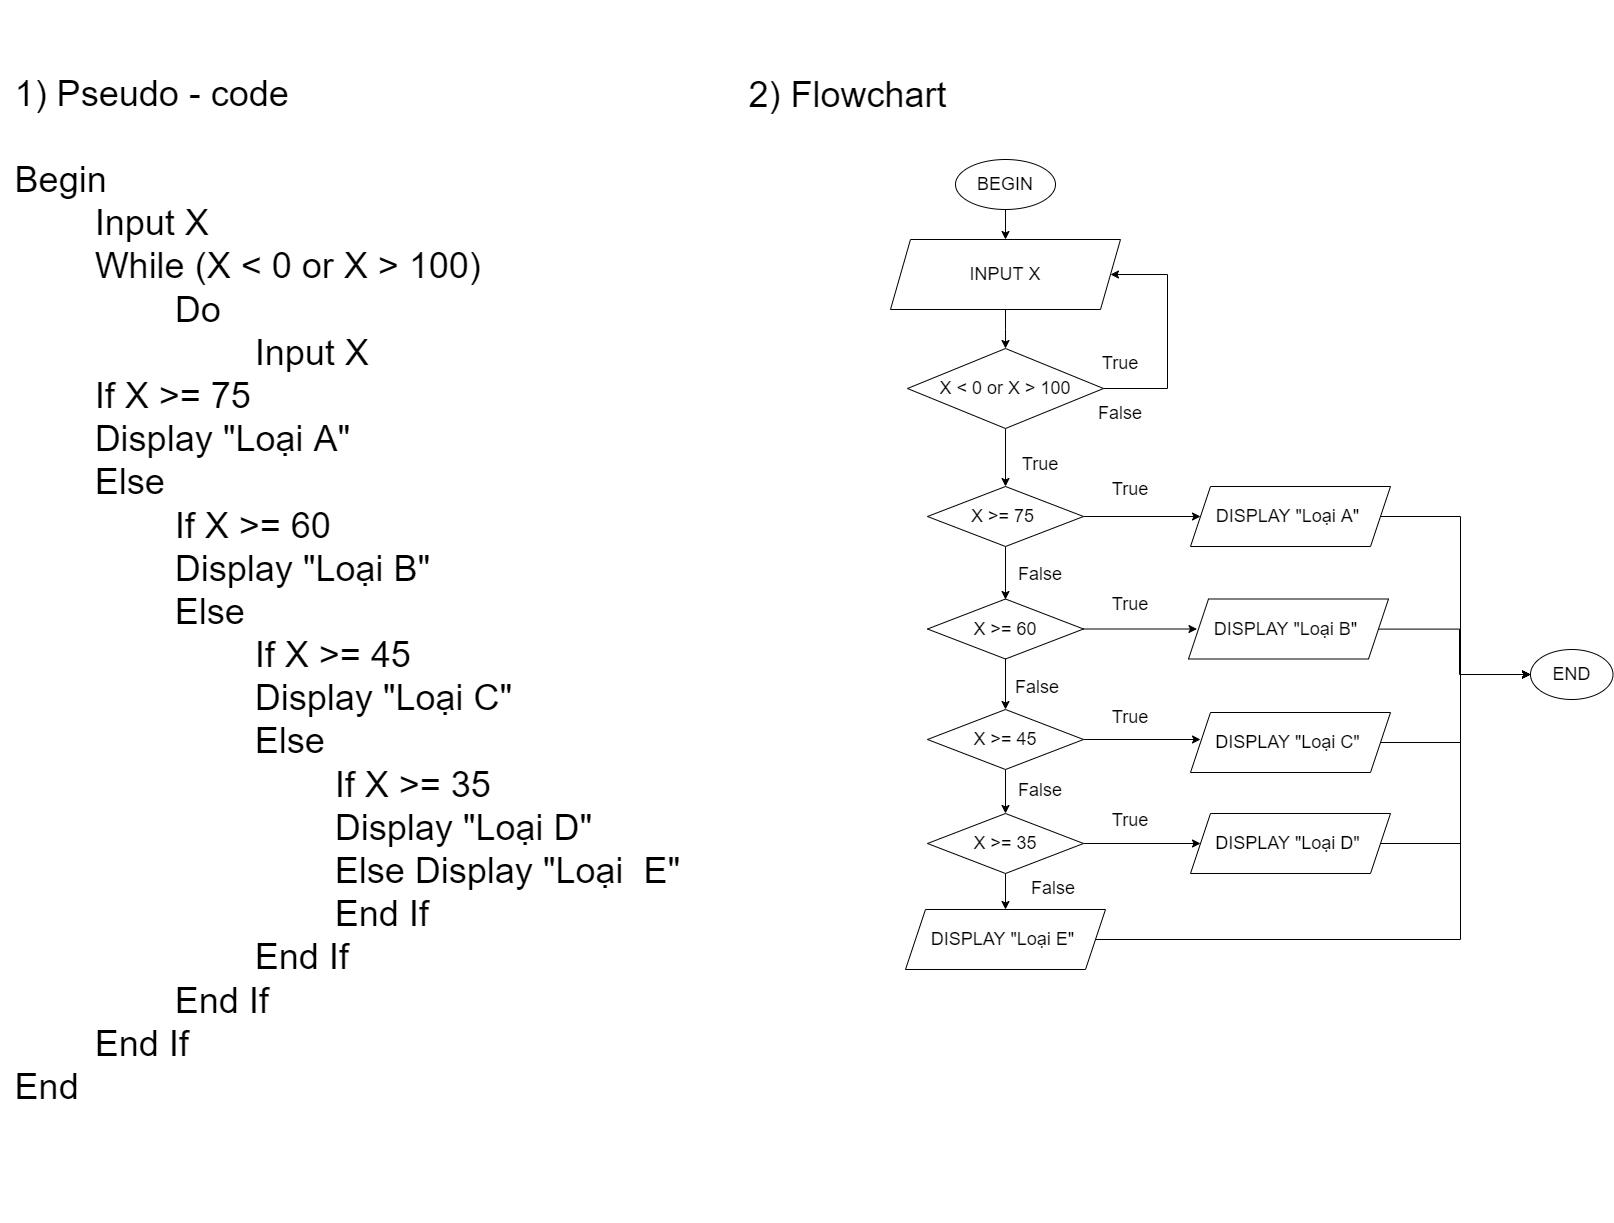 1) Pseudo - code
Begin
Input X
While (X < 0 or X > 100)
Do
Input X
If X >= 75
Display "Loại A"
Else
If X >= 60
Display "Loại B"
Else
If X >= 45
Display "Loại C"
Else
If X >= 35
Display "Loại D"
Else Display "Loại  E"
End If
End If
End If
End If
End
2) Flowchart
BEGIN
INPUT X
True
X < 0 or X > 100
False
True
True
X >= 75
DISPLAY "Loại A"
False
True
X >= 60
DISPLAY "Loại B"
END
False
True
X >= 45
DISPLAY "Loại C"
False
True
X >= 35
DISPLAY "Loại D"
False
DISPLAY "Loại E"